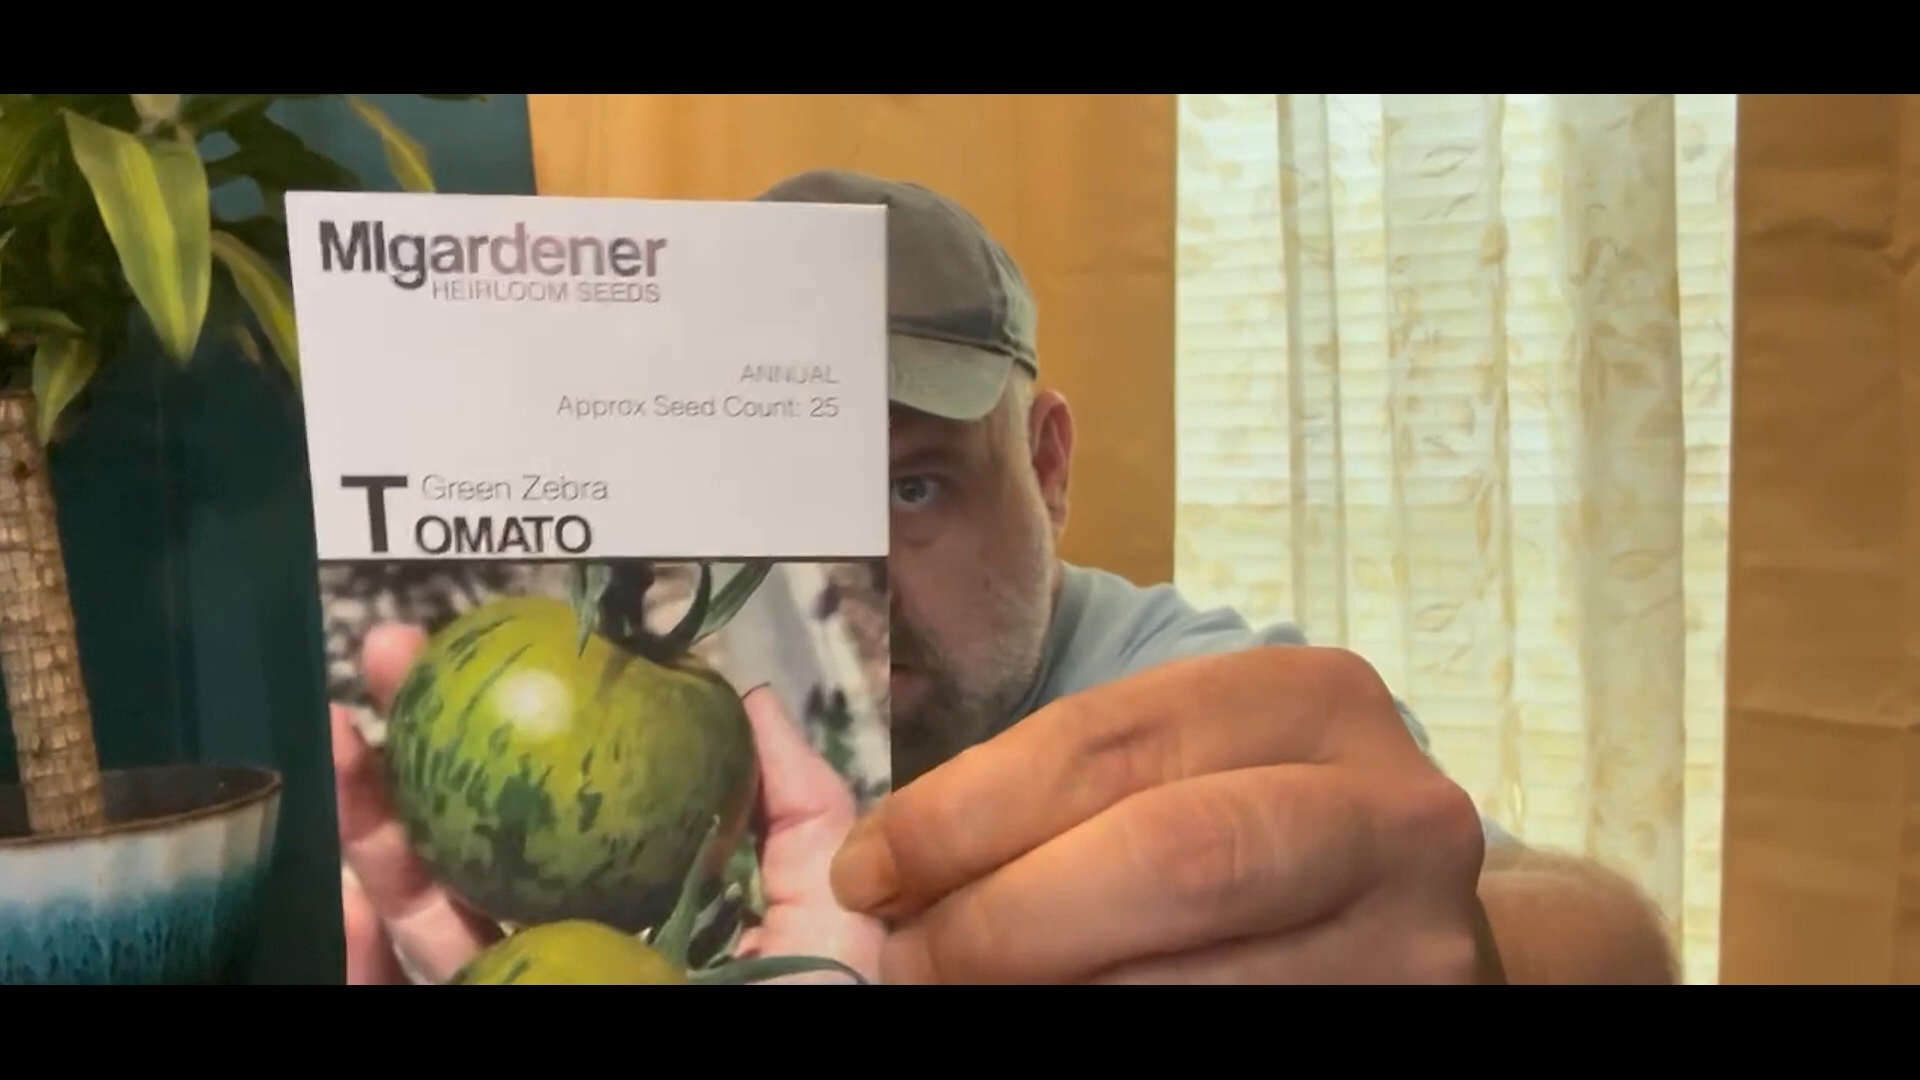 MIgardener
HEIRLOOM SEEDS
ANNUAL
Approx Seed Count: 25
Green Zebra
TOMATO